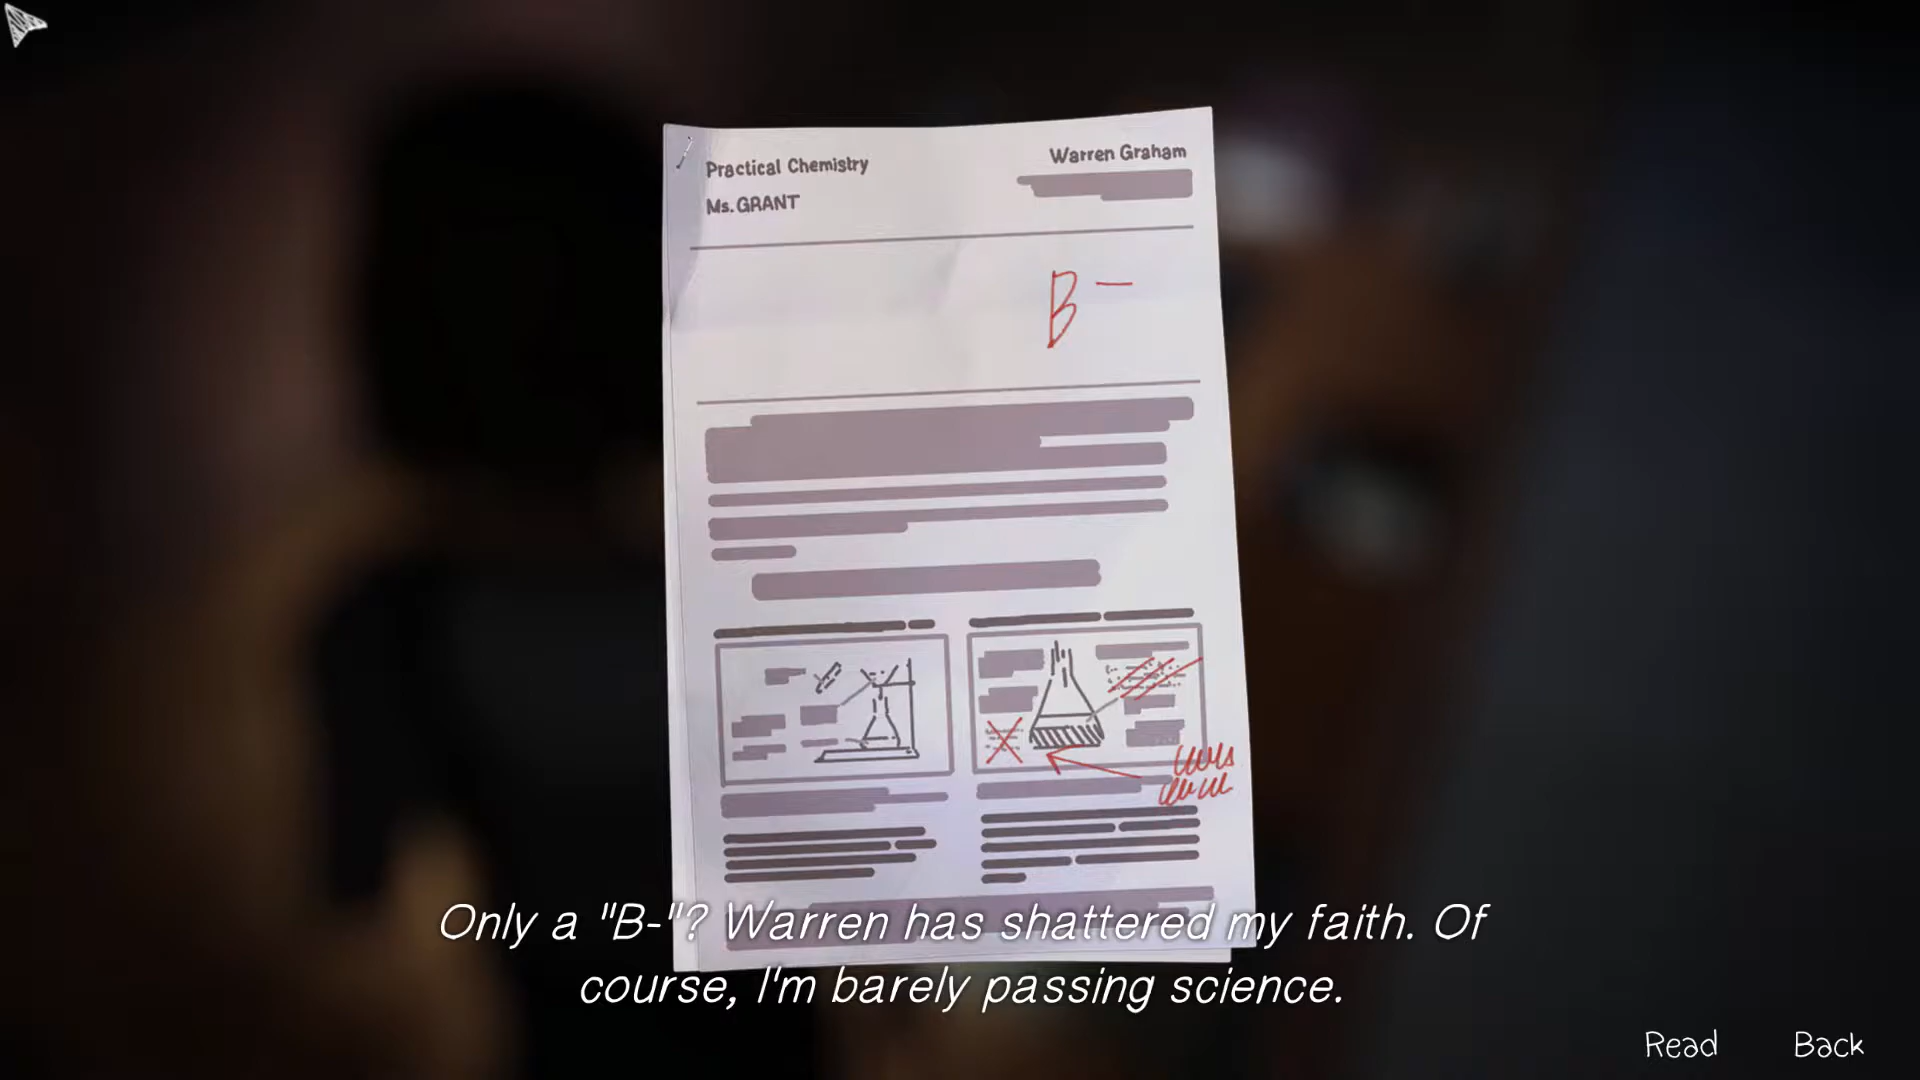 Practical Chemistry
Warren Graham
Ms. GRANT
B-
Only a "B-"? Warren has shattered my faith. Of
course, I'm barely passing science.
Read
Back